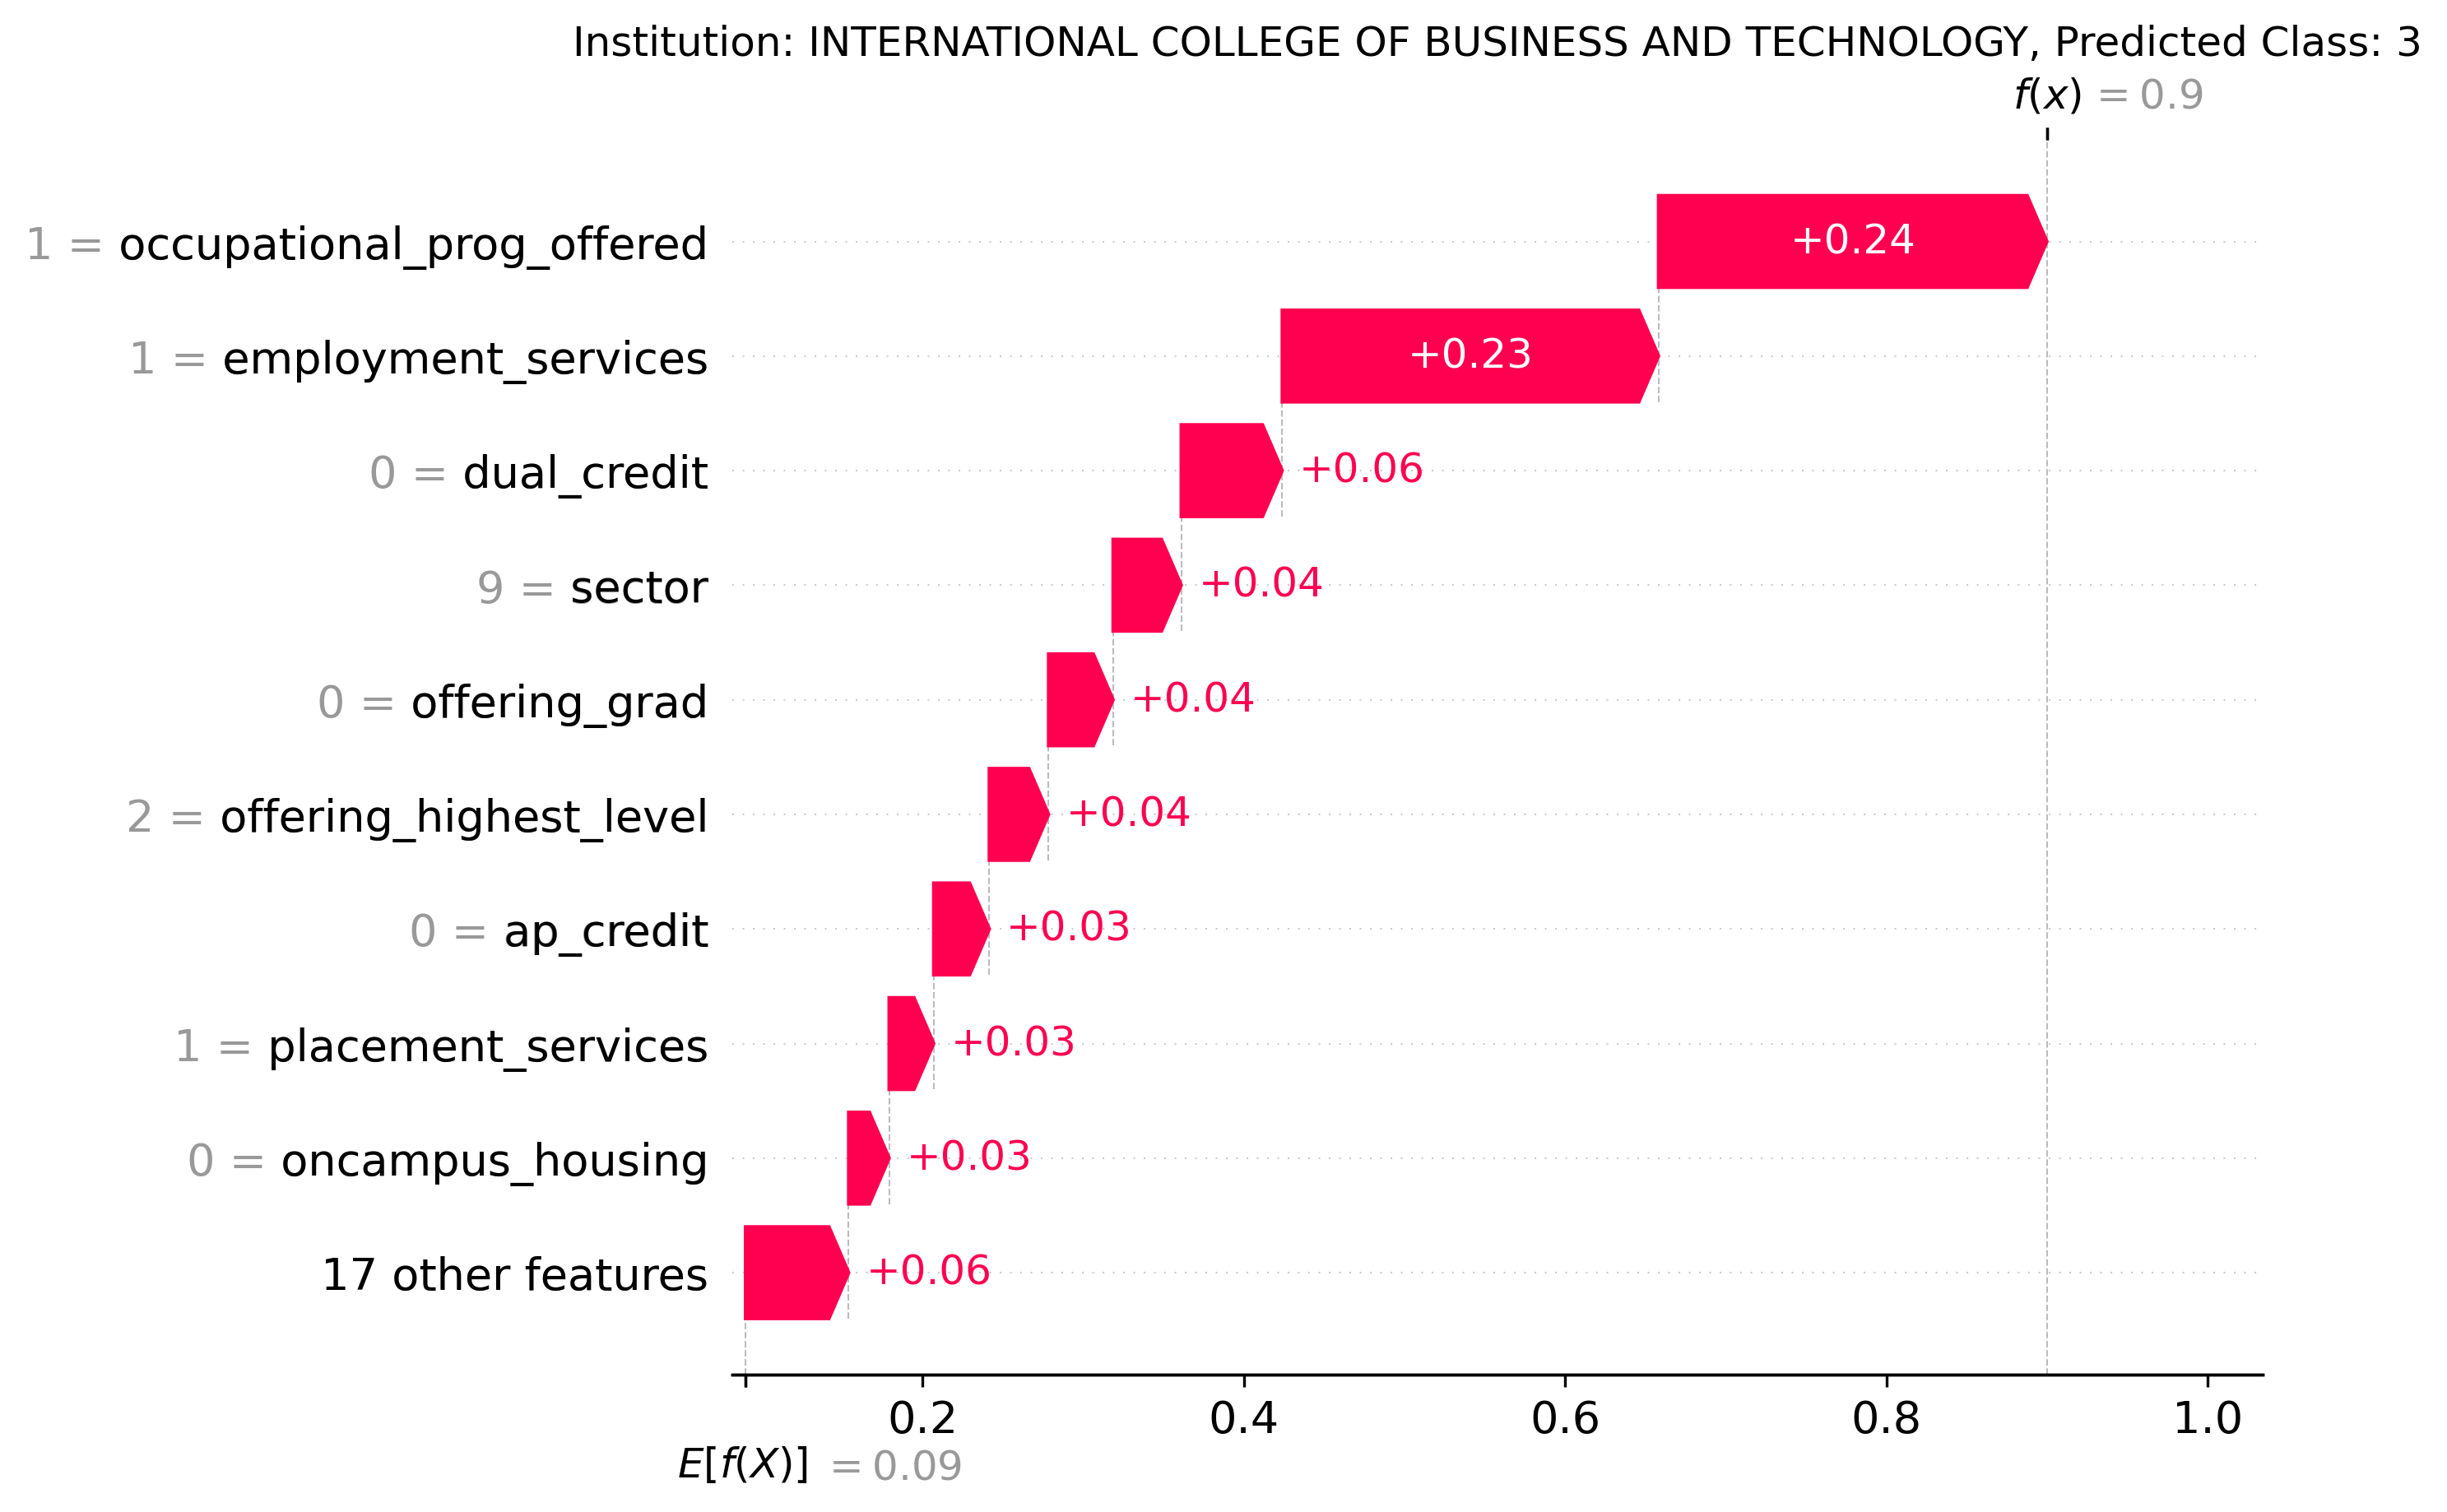 Institution: INTERNATIONAL COLLEGE OF BUSINESS AND TECHNOLOGY, Predicted Class: 3
f(x) = 0.9
1 = occupational_prog_offered +0.24
1 = employment_services +0.23
0 = dual_credit +0.06
9 = sector +0.04
0 = offering_grad +0.04
2 = offering_highest_level +0.04
0 = ap_credit +0.03
1 = placement_services +0.03
0 = oncampus_housing +0.03
17 other features +0.06
0.2 0.4 0.6 0.8 1.0
E[f(X)] = 0.09